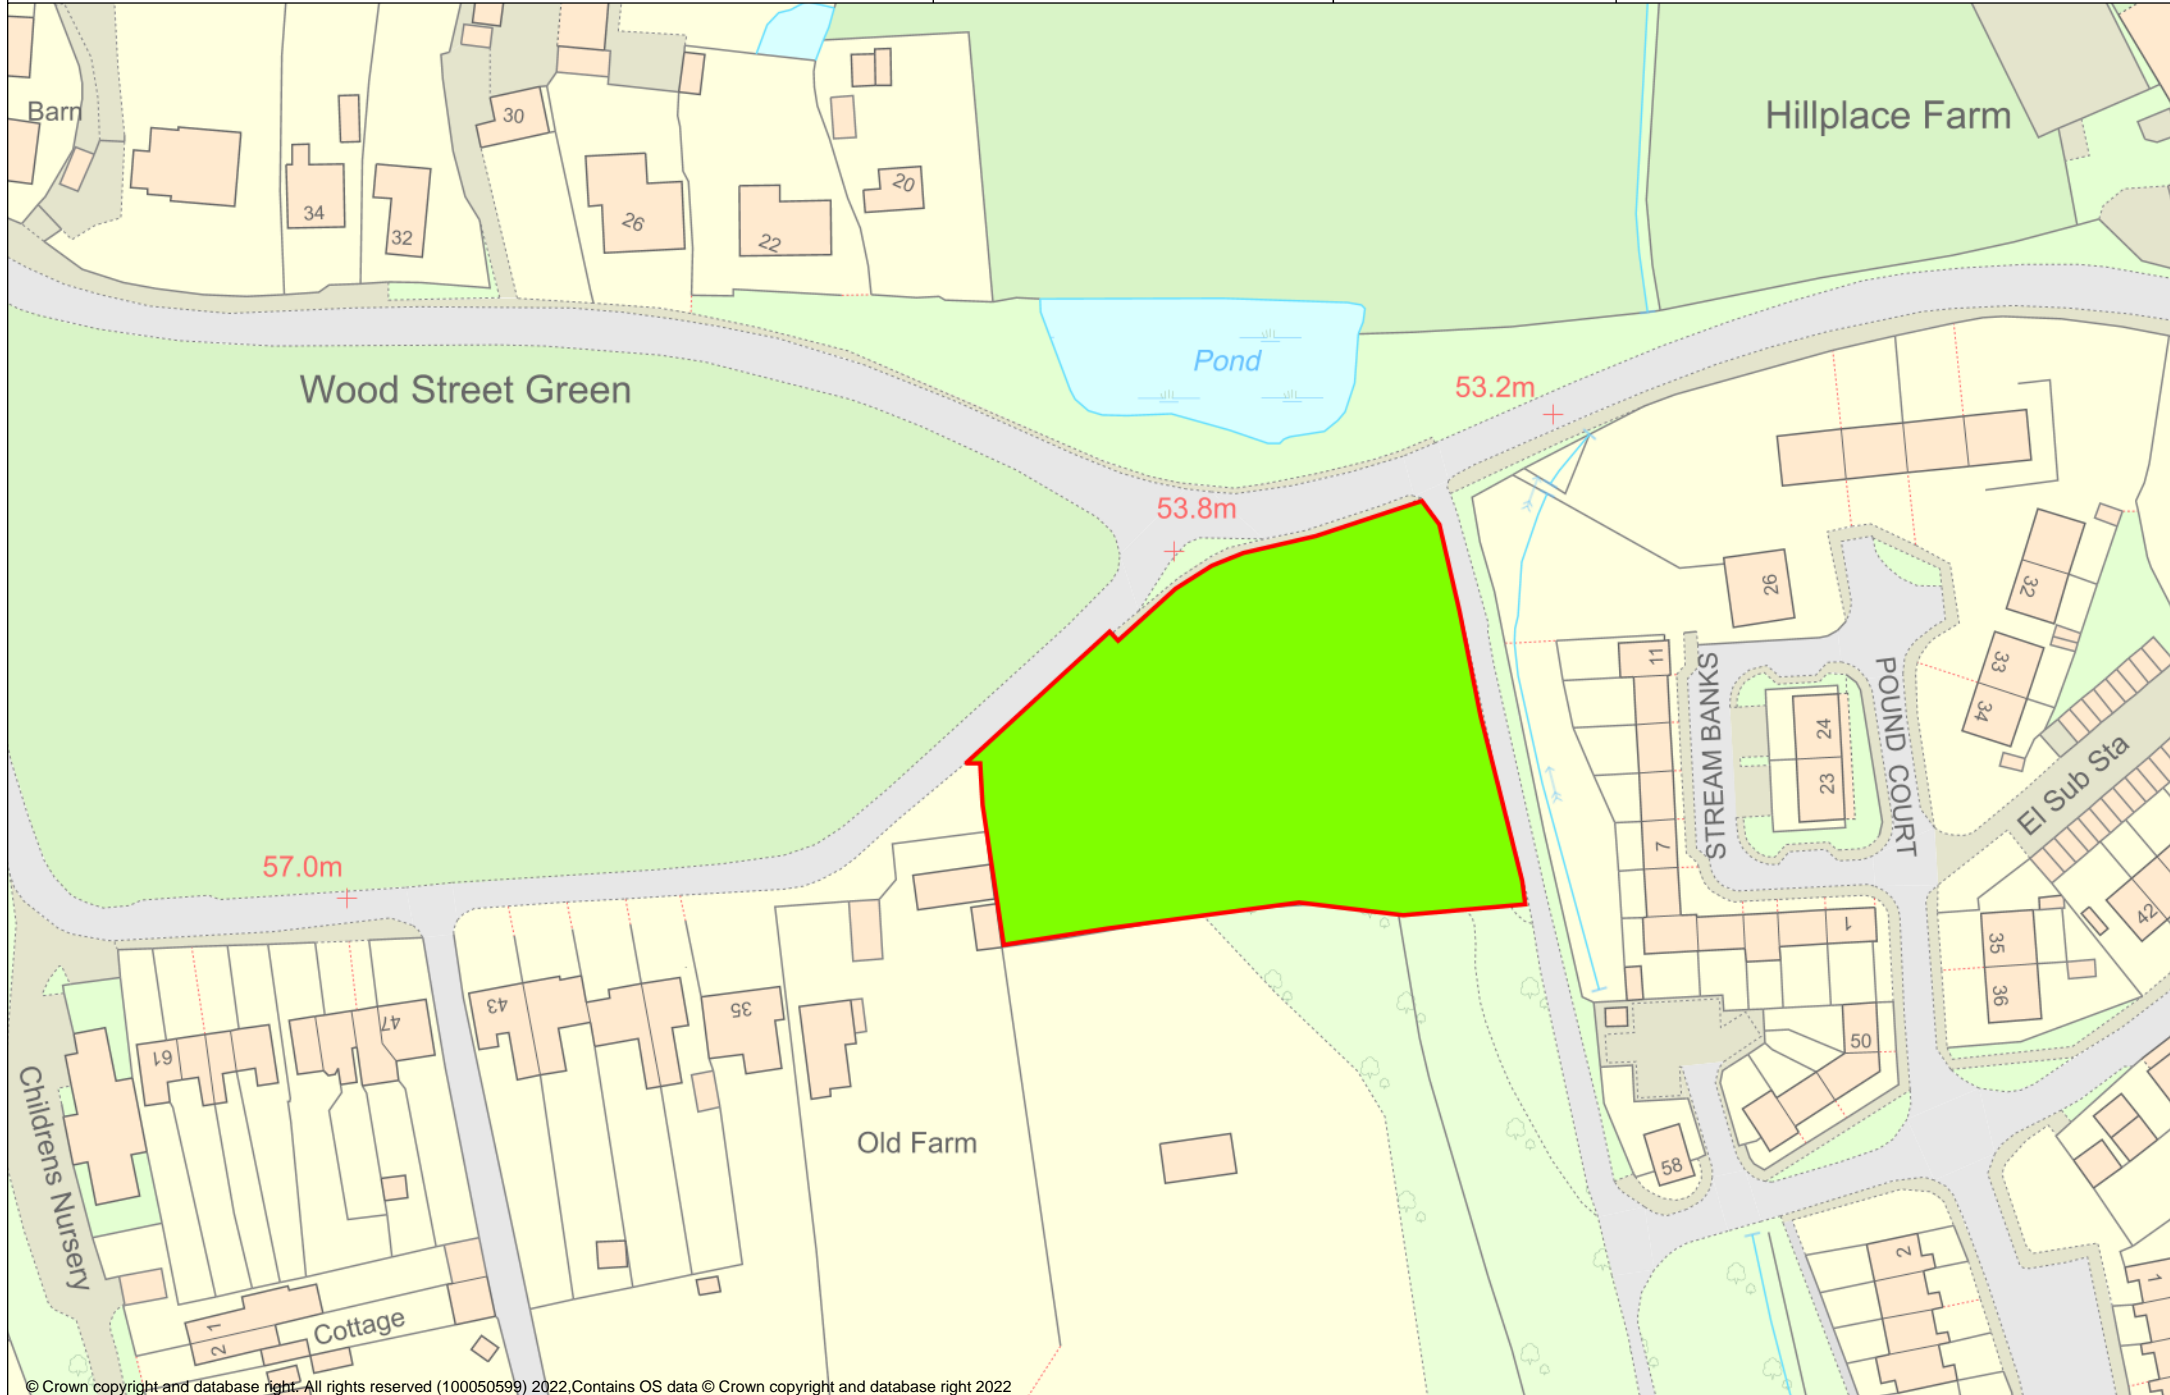 Barn
30
Hillplace Farm
34
32
26
22
20
Wood Street Green
Pond
53.2m
53.8m
26
32
11
STREAM BANKS
POUND COURT
33
34
24
23
El Sub Sta
7
57.0m
1
42
35
36
43
47
35
61
50
Childrens Nursery
Old Farm
58
2
1
1
2
Cottage
© Crown copyright and database right. All rights reserved (100050599) 2022,Contains OS data © Crown copyright and database right 2022